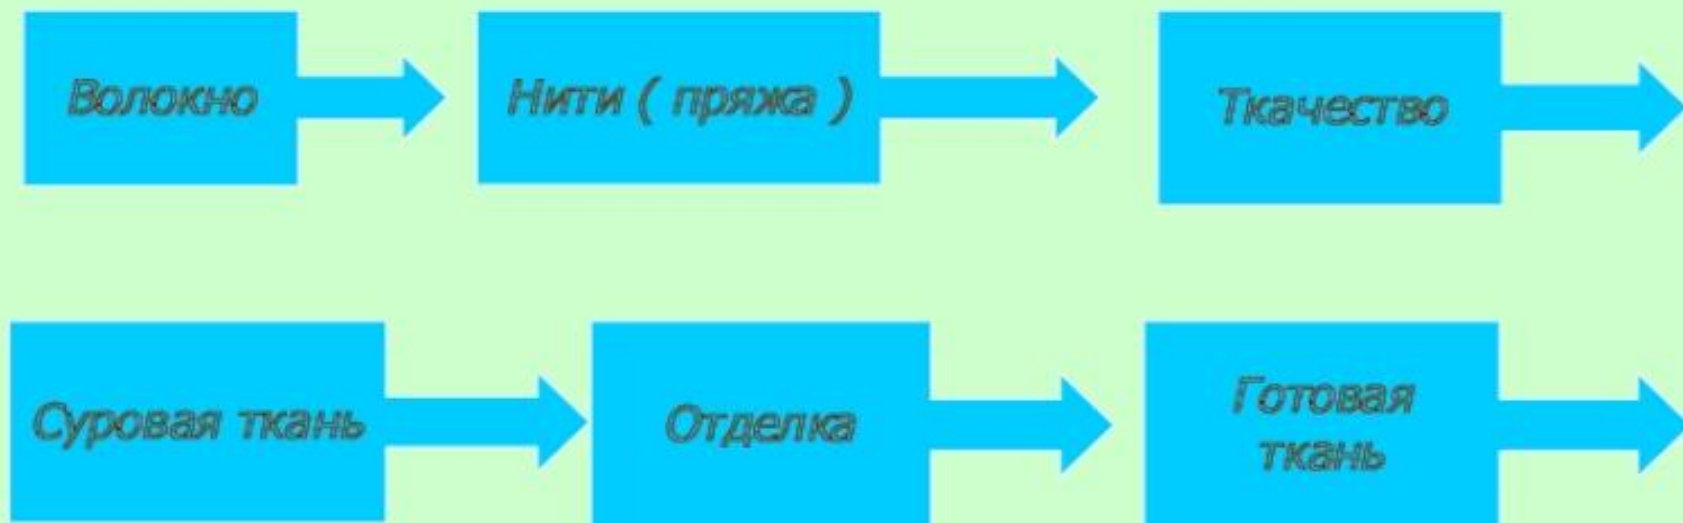 Волокно
Нити ( пряжа )
Ткачество
Суровая ткань
Отделка
Готовая
ткань